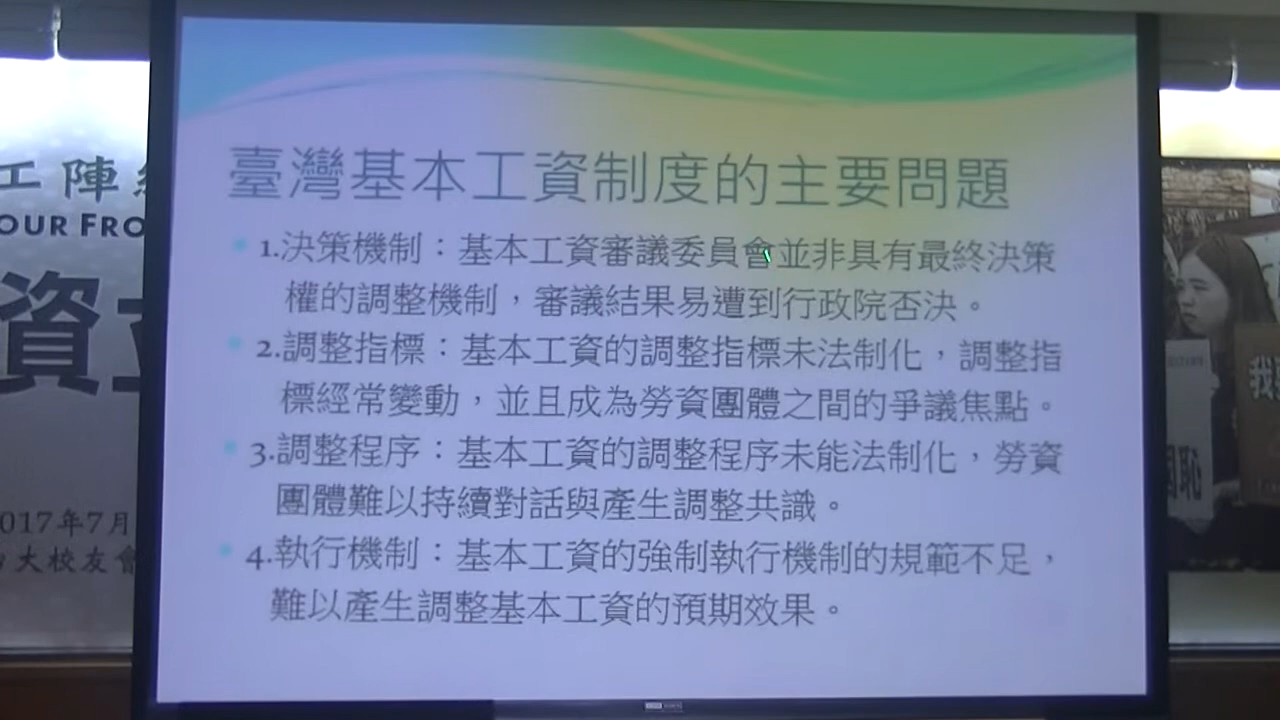 臺灣基本工資制度的主要問題
1.決策機制：基本工資審議委員會並非具有最終決策
權的調整機制，審議結果易遭到行政院否決。
2.調整指標：基本工資的調整指標未法制化，調整指
標經常變動，並且成為勞資團體之間的爭議焦點。
3.調整程序：基本工資的調整程序未能法制化，勞資
團體難以持續對話與產生調整共識。
4.執行機制：基本工資的強制執行機制的規範不足，
難以產生調整基本工資的預期效果。
工陣
OUR FRO
資
017年7月
大校友會
我
國恥